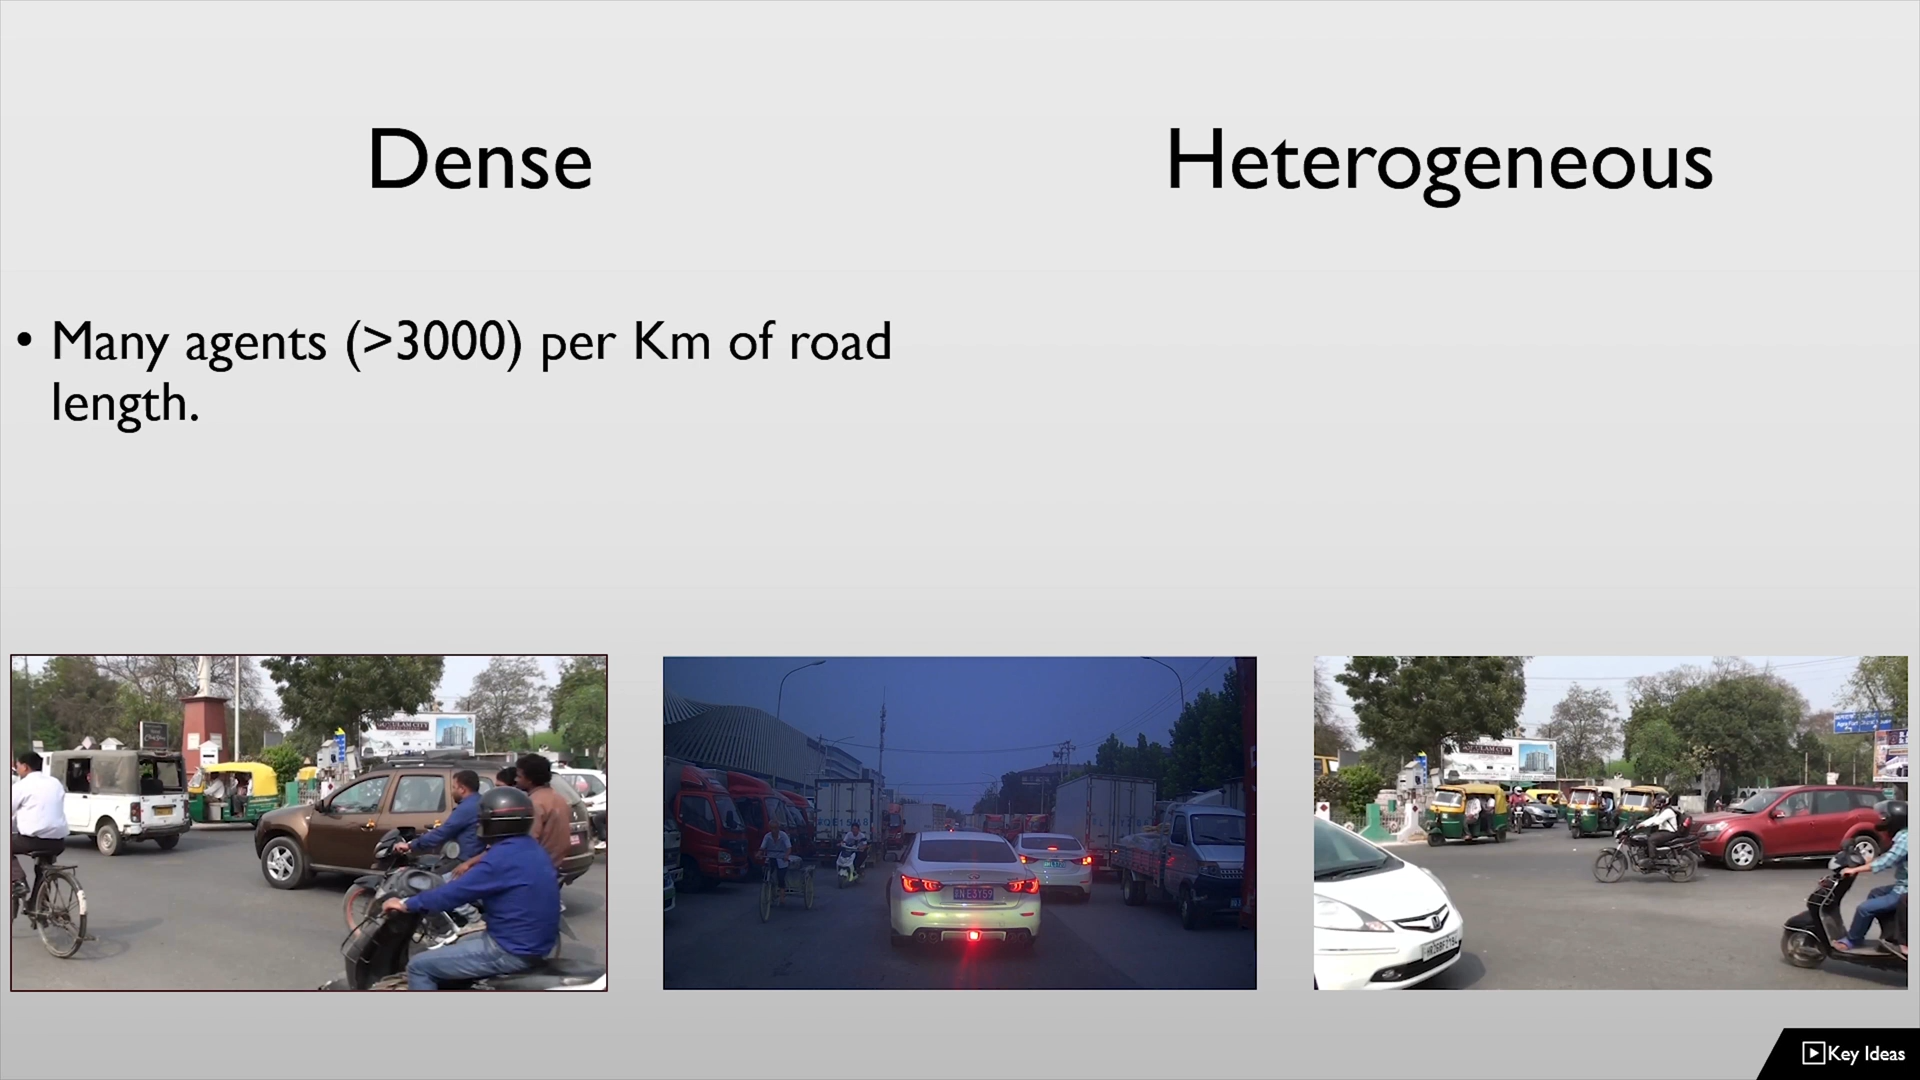 Dense
Heterogeneous
• Many agents (>3000) per Km of road
length.
Key Ideas